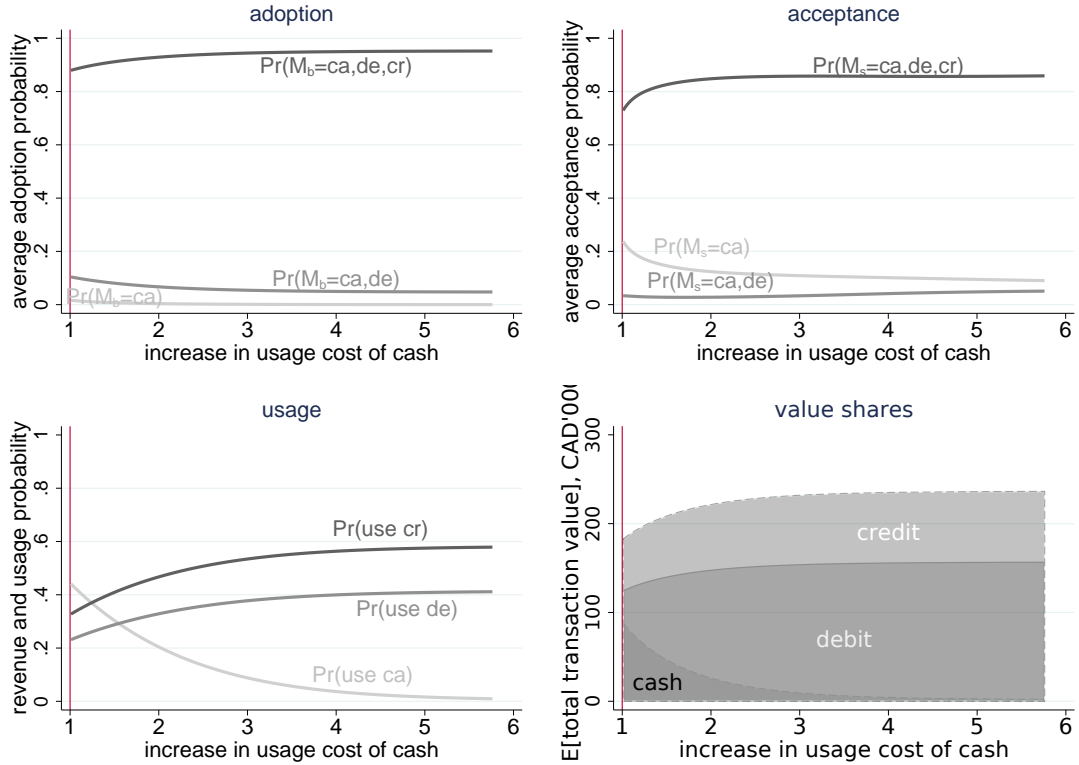 adoption
average adoption probability
0 .2 .4 .6 .8 1
Pr(Mb=ca,de,cr)
Pr(Mb=ca,de)
Pr(Mb=ca)
1 2 3 4 5 6
increase in usage cost of cash
acceptance
average acceptance probability
0 .2 .4 .6 .8 1
Pr(Ms=ca,de,cr)
Pr(Ms=ca)
Pr(Ms=ca,de)
1 2 3 4 5 6
increase in usage cost of cash
usage
revenue and usage probability
0 .2 .4 .6 .8 1
Pr(use cr)
Pr(use de)
Pr(use ca)
1 2 3 4 5 6
increase in usage cost of cash
value shares
E[total transaction value], CAD'00
0 100 200 300
credit
debit
cash
1 2 3 4 5 6
increase in usage cost of cash